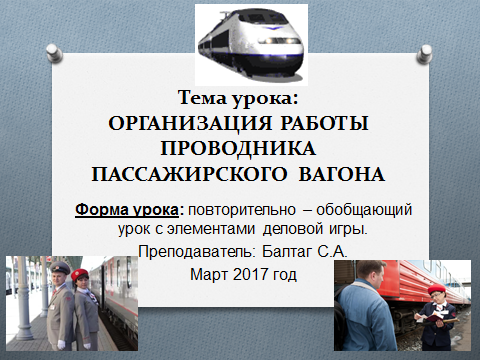 Тема урока:
ОРГАНИЗАЦИЯ РАБОТЫ
ПРОВОДНИКА
ПАССАЖИРСКОГО ВАГОНА
Форма урока: повторительно – обобщающий
урок с элементами деловой игры.
Преподаватель: Балтаг С.А.
Март 2017 год